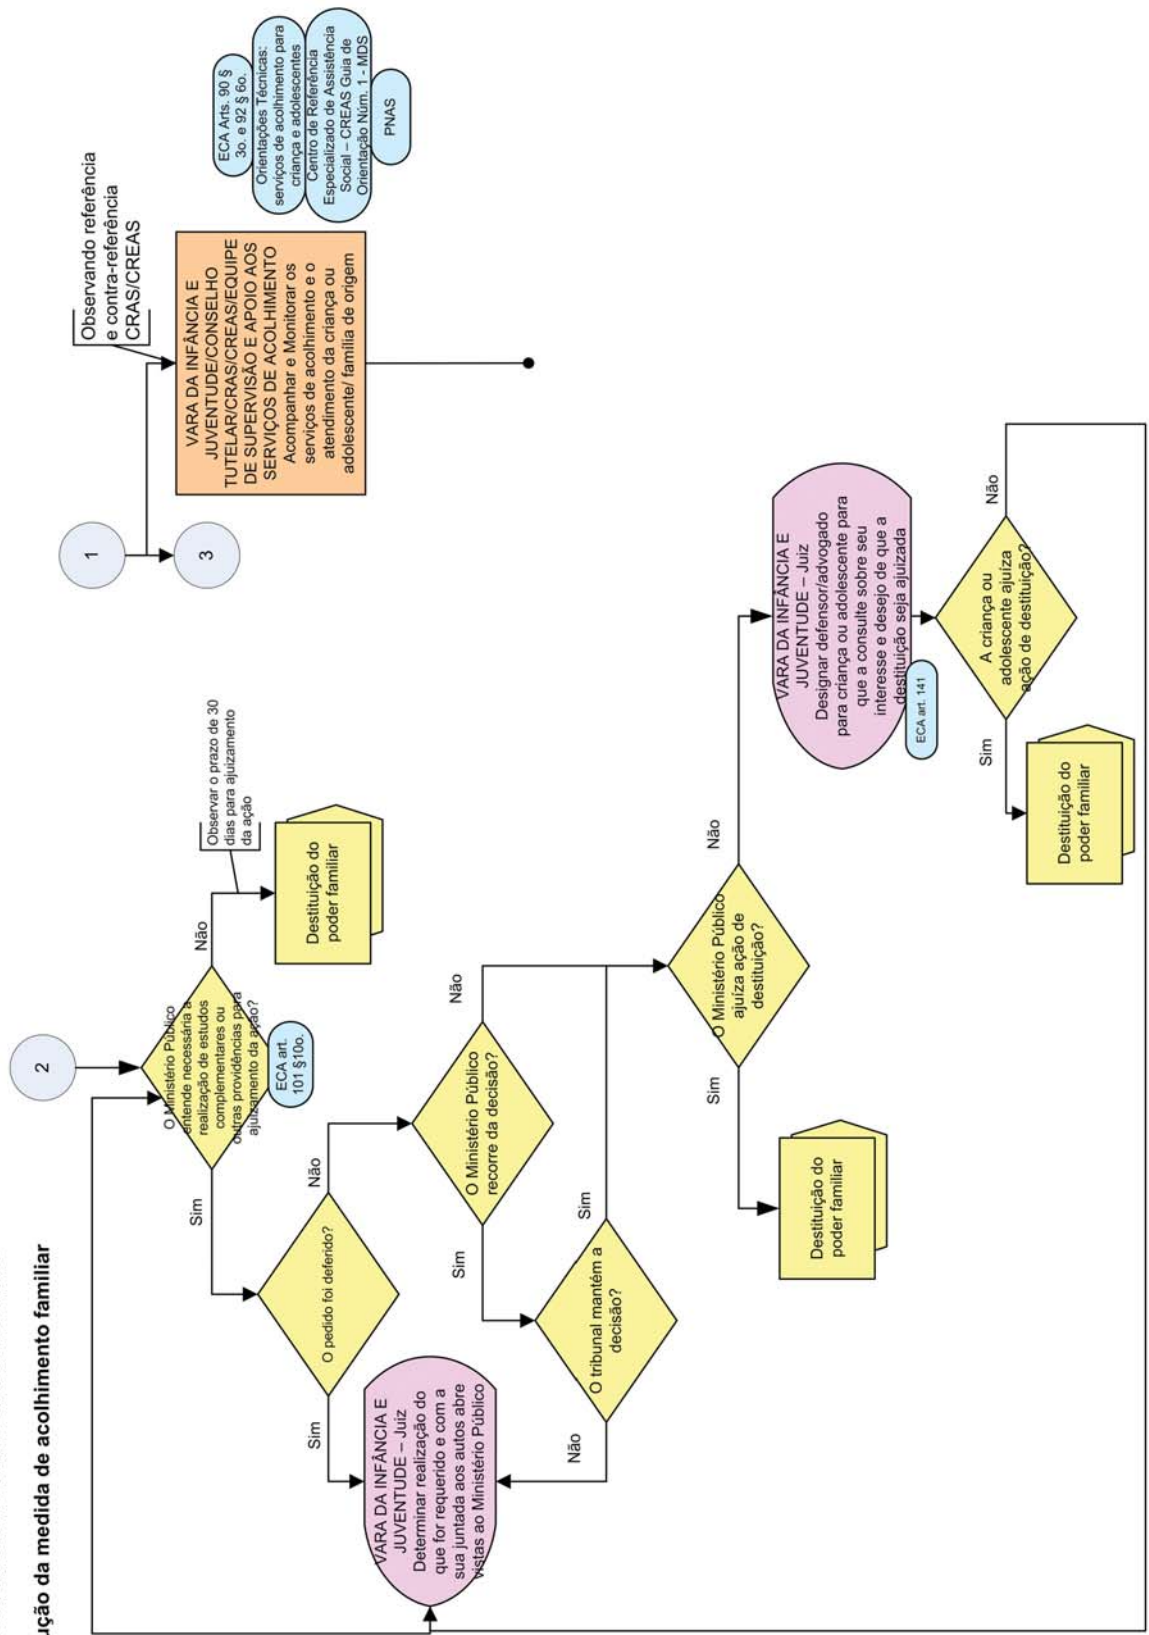 ução da medida de acolhimento familiar
2
O Ministério Público
entende necessária a
realização de estudos
complementares ou
outras providências para
ajuizamento da ação?
ECA art.
101 §10o.
Sim
Não
Observar o prazo de 30
dias para ajuizamento
da ação
Destituição do
poder familiar
O pedido foi deferido?
Sim
Não
VARA DA INFÂNCIA E
JUVENTUDE – Juiz
Determinar realização do
que for requerido e com a
sua juntada aos autos abre
vistas ao Ministério Público
O Ministério Público
recorre da decisão?
Sim
Não
O tribunal mantém a
decisão?
Não
Sim
O Ministério Público
ajuiza ação de
destituição?
Sim
Não
Destituição do
poder familiar
VARA DA INFÂNCIA E
JUVENTUDE – Juiz
Designar defensor/advogado
para criança ou adolescente para
que a consulte sobre seu
interesse e desejo de que a
destituição seja ajuizada
ECA art. 141
A criança ou
adolescente ajuíza
ação de destituição?
Sim
Não
Destituição do
poder familiar
1
3
Observando referência
e contra-referência
CRAS/CREAS
VARA DA INFÂNCIA E
JUVENTUDE/CONSELHO
TUTELAR/CRAS/CREAS/EQUIPE
DE SUPERVISÃO E APOIO AOS
SERVIÇOS DE ACOLHIMENTO
Acompanhar e Monitorar os
serviços de acolhimento e o
atendimento da criança ou
adolescente/ família de origem
ECA Arts. 90 §
3o. e 92 § 6o.
Orientações Técnicas:
serviços de acolhimento para
criança e adolescentes
Centro de Referência
Especializado de Assistência
Social – CREAS Guia de
Orientação Núm. 1 - MDS
PNAS